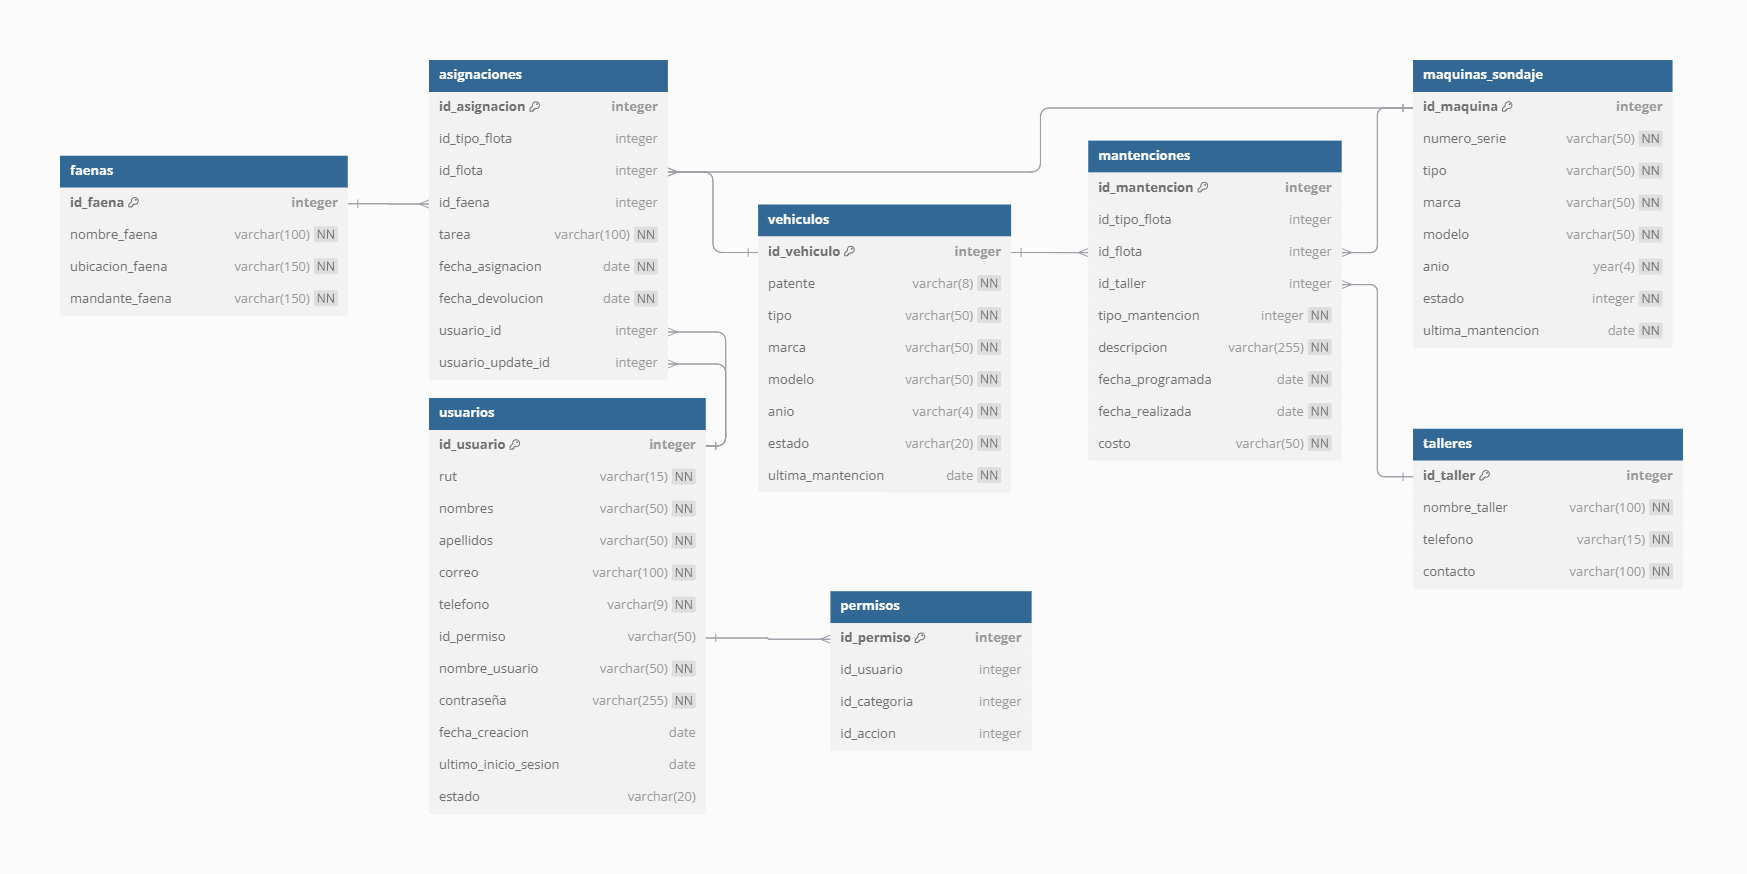 faenas
id_faena integer
nombre_faena varchar(100) NN
ubicacion_faena varchar(150) NN
mandante_faena varchar(150) NN
asignaciones
id_asignacion integer
id_tipo_flota integer
id_flota integer
id_faena integer
tarea varchar(100) NN
fecha_asignacion date NN
fecha_devolucion date NN
usuario_id integer
usuario_update_id integer
usuarios
id_usuario integer
rut varchar(15) NN
nombres varchar(50) NN
apellidos varchar(50) NN
correo varchar(100) NN
telefono varchar(9) NN
id_permiso varchar(50)
nombre_usuario varchar(50) NN
contraseña varchar(255) NN
fecha_creacion date
ultimo_inicio_sesion date
estado varchar(20)
vehiculos
id_vehiculo integer
patente varchar(8) NN
tipo varchar(50) NN
marca varchar(50) NN
modelo varchar(50) NN
anio varchar(4) NN
estado varchar(20) NN
ultima_mantencion date NN
permisos
id_permiso integer
id_usuario integer
id_categoria integer
id_accion integer
mantenciones
id_mantencion integer
id_tipo_flota integer
id_flota integer
id_taller integer
tipo_mantencion integer NN
descripcion varchar(255) NN
fecha_programada date NN
fecha_realizada date NN
costo varchar(50) NN
maquinas_sondaje
id_maquina integer
numero_serie varchar(50) NN
tipo varchar(50) NN
marca varchar(50) NN
modelo varchar(50) NN
anio year(4) NN
estado integer NN
ultima_mantencion date NN
talleres
id_taller integer
nombre_taller varchar(100) NN
telefono varchar(15) NN
contacto varchar(100) NN